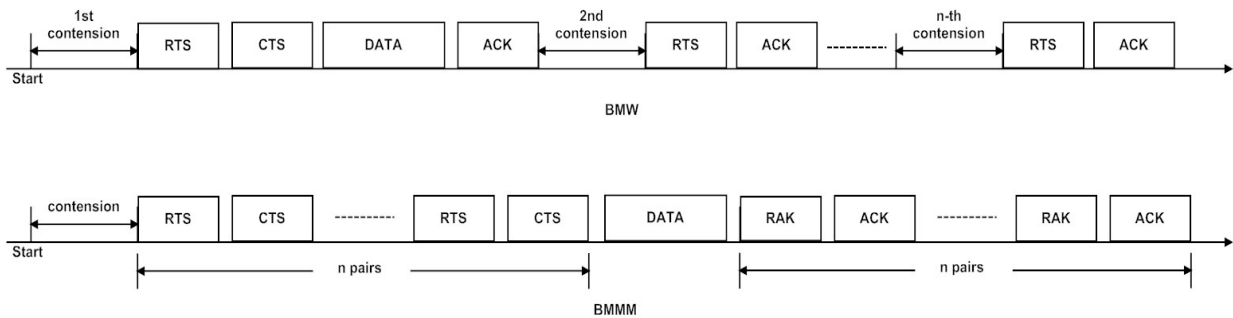 1st
contension
RTS
CTS
DATA
ACK
2nd
contension
RTS
ACK
n-th
contension
RTS
ACK
Start
BMW
contension
RTS
CTS
RTS
CTS
DATA
RAK
ACK
RAK
ACK
Start
n pairs
n pairs
BMMM